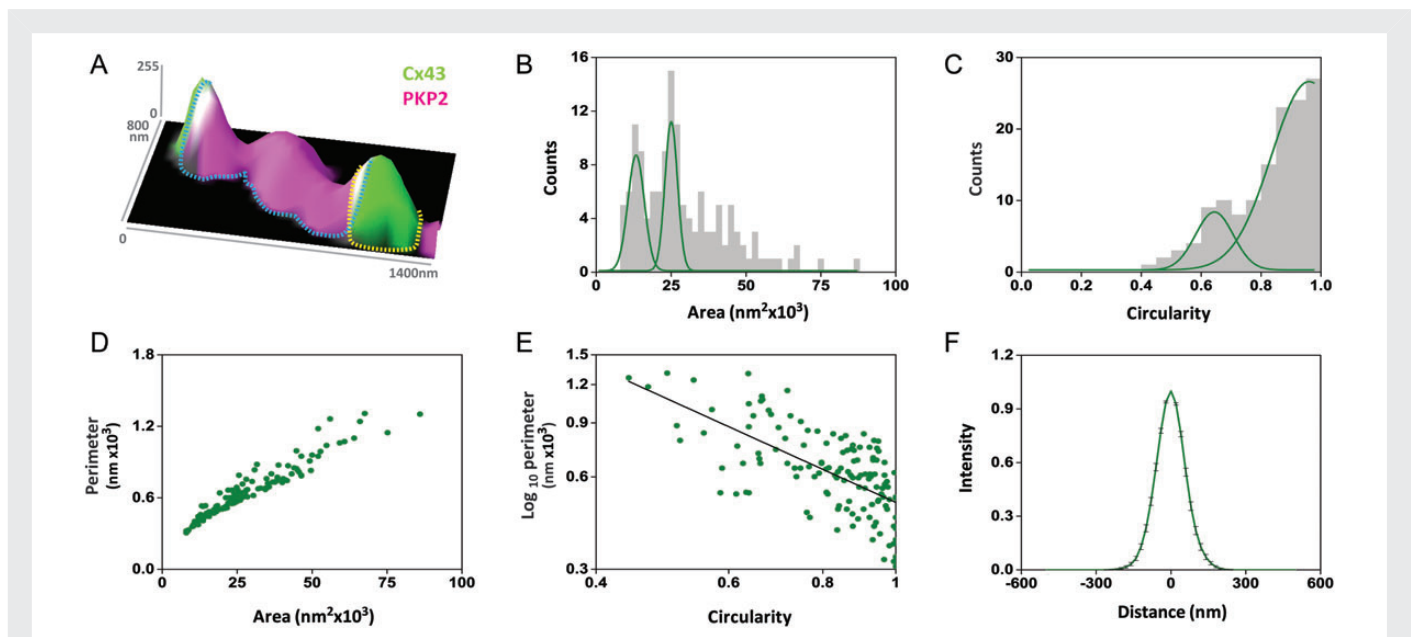 A
255
0
800
nm
0
1400nm
Cx43
PKP2
B
Counts
16
12
8
4
0
0 25 50 75 100
Area (nm²x10³)
C
Counts
30
20
10
0
0.0 0.2 0.4 0.6 0.8 1.0
Circularity
D
Perimeter
(nm x10³)
1.8
1.2
0.6
0.0
0 25 50 75 100
Area (nm²x10³)
E
Log 10 perimeter
(nm x10³)
1.5
1.2
0.9
0.6
0.3
0.4 0.6 0.8 1
Circularity
F
Intensity
1.2
0.9
0.6
0.3
0.0
-600 -300 0 300 600
Distance (nm)